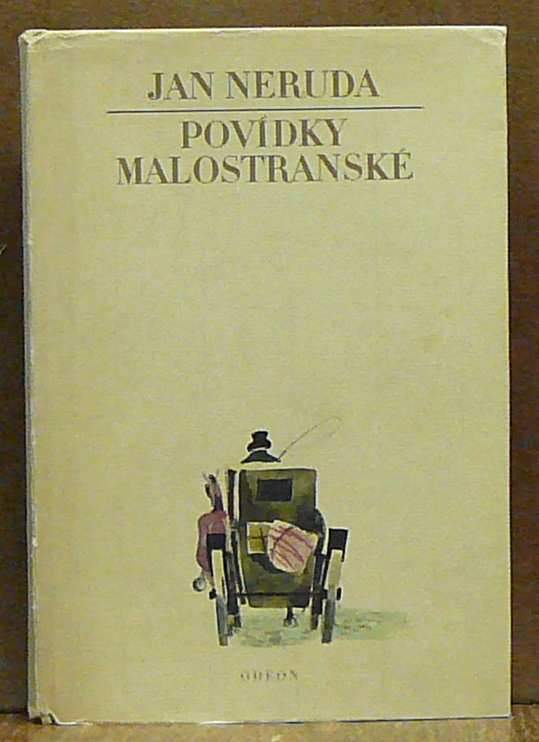 JAN NERUDA
POVÍDKY
MALOSTRANSKÉ
ODEON